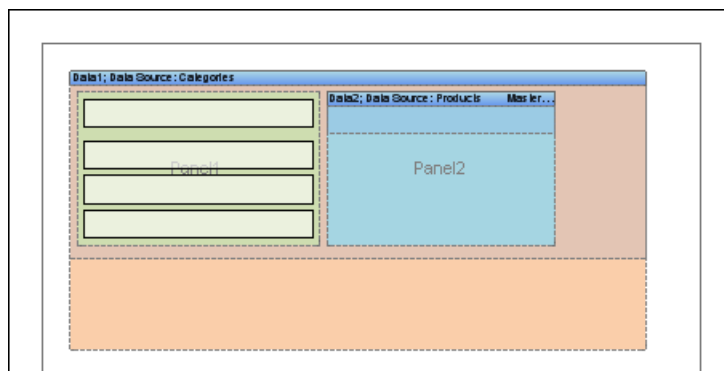 Data1; Data Source: Categories
Data2; Data Source: Products Master...
Panel1
Panel2